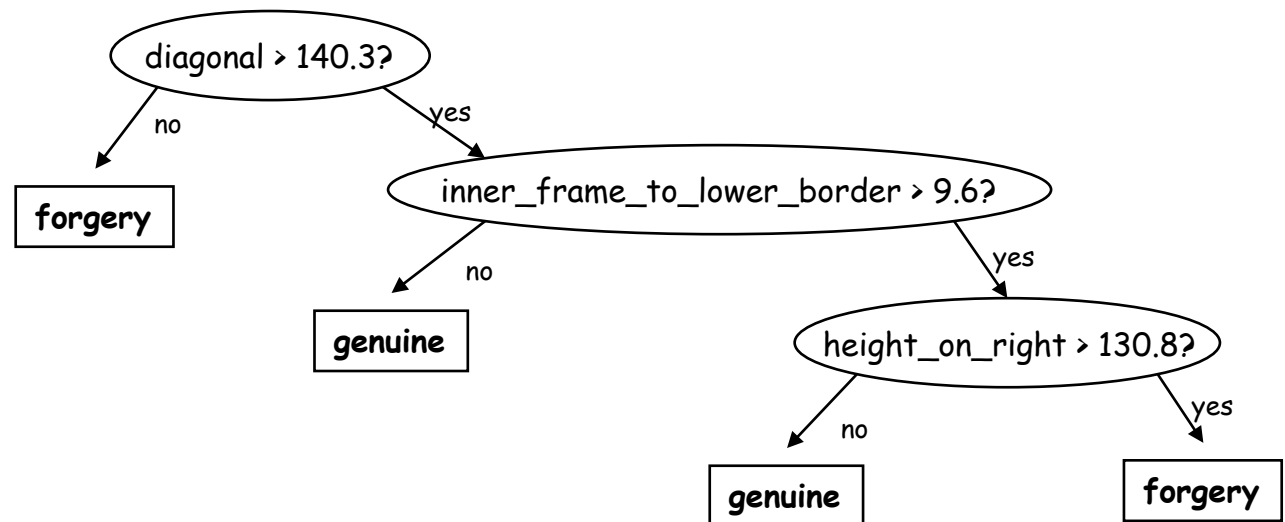 diagonal > 140.3?
no
yes
forgery
inner_frame_to_lower_border > 9.6?
no
yes
genuine
height_on_right > 130.8?
no
yes
genuine
forgery